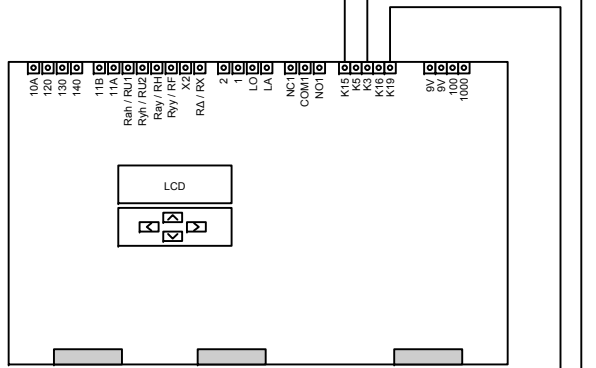 10A
120
130
140
11B
11A
Rah / RU1
Ryh / RU2
Ray / RH
Ryy / RF
X2
RΔ / RX
2
1
LO
LA
NC1
COM1
NO1
K15
K5
K3
K16
K19
9V
9V
100
1000
LCD